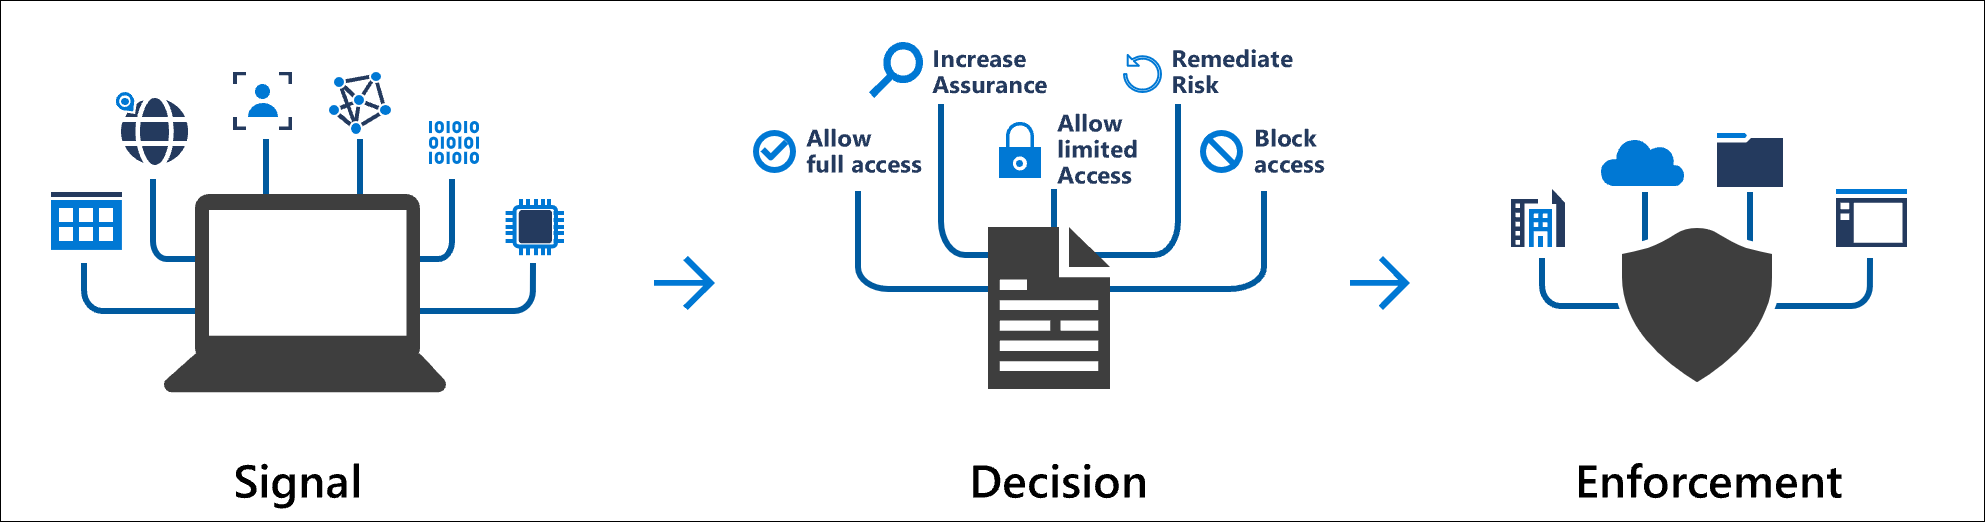 Increase
Assurance
Remediate
Risk
Allow
full access
Allow
limited
Access
Block
access
101010
010101
101010
Signal
Decision
Enforcement